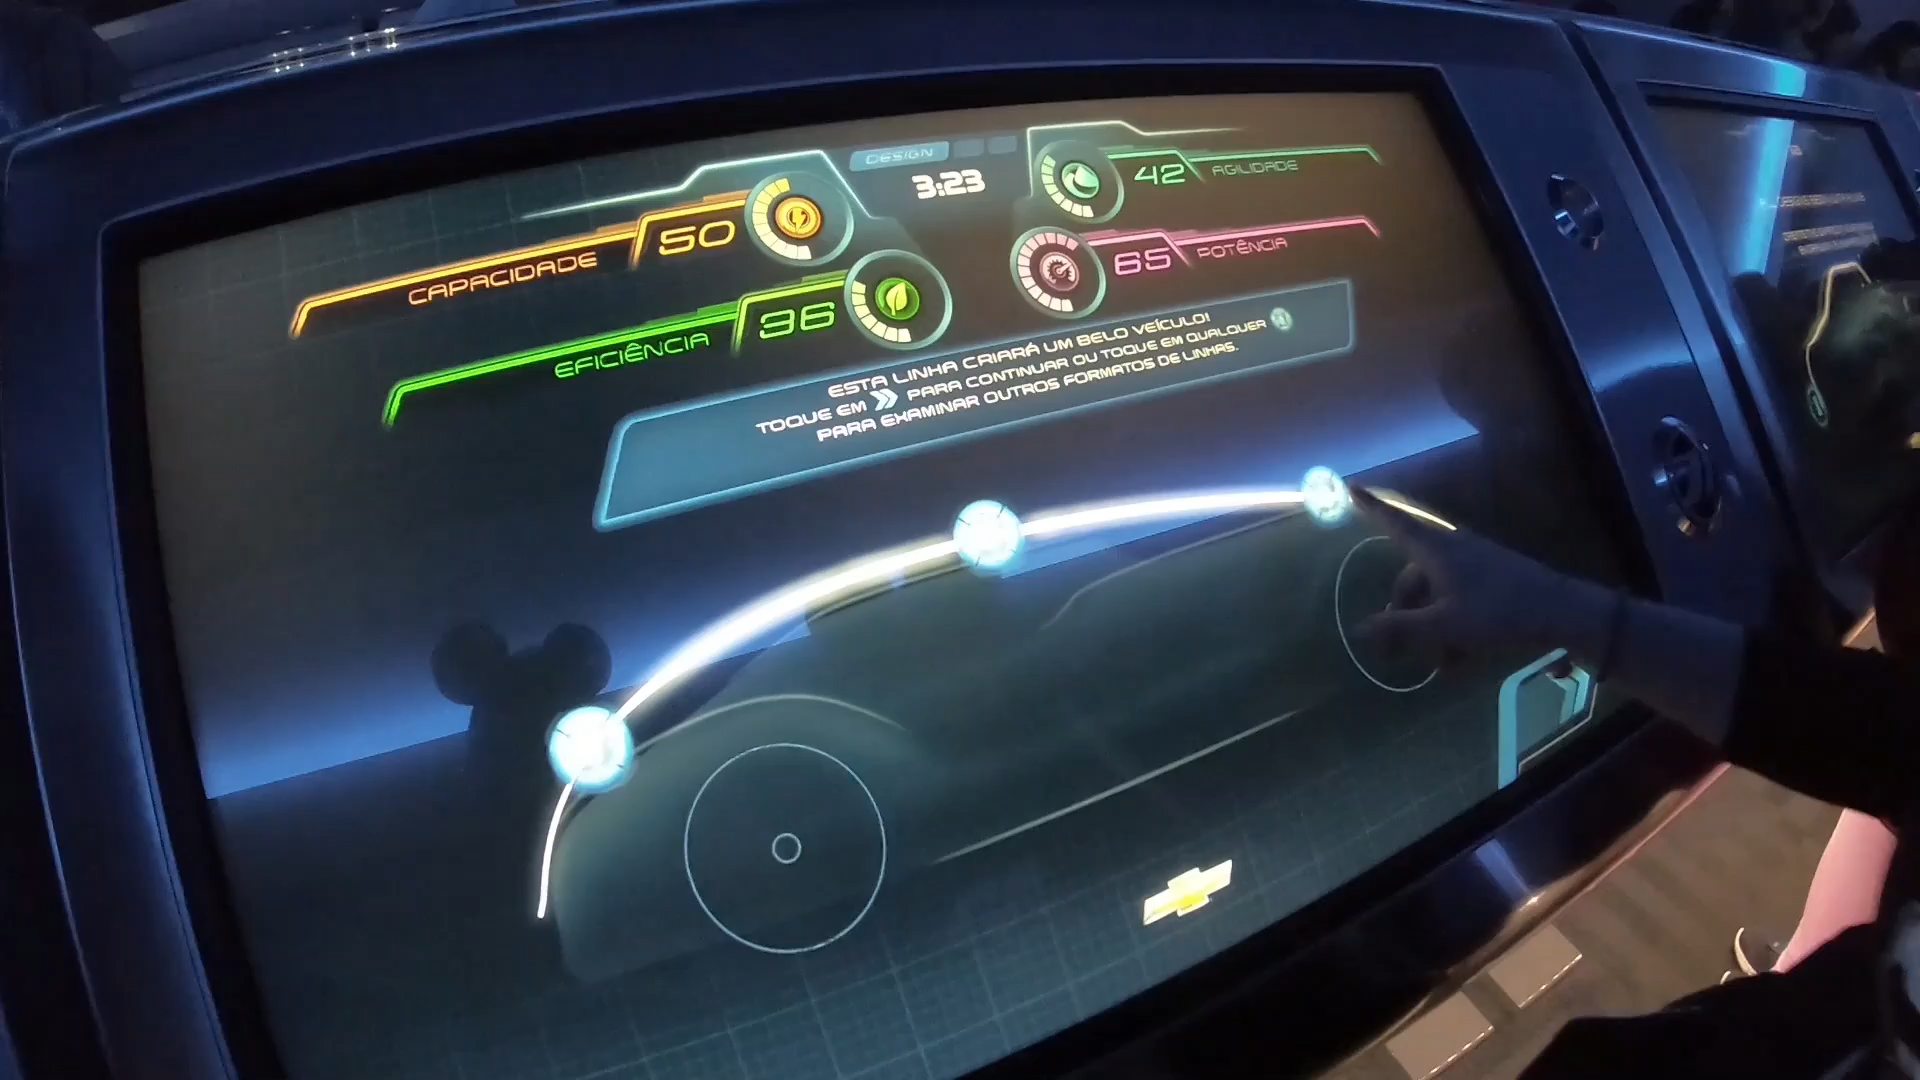 DESIGN
3:23
CAPACIDADE 50
42 AGILIDADE
EFICIÊNCIA 36
65 POTÊNCIA
ESTA LINHA CRIARÁ UM BELO VEÍCULO!
TOQUE EM PARA CONTINUAR OU TOQUE EM QUALQUER
PARA EXAMINAR OUTROS FORMATOS DE LINHAS.